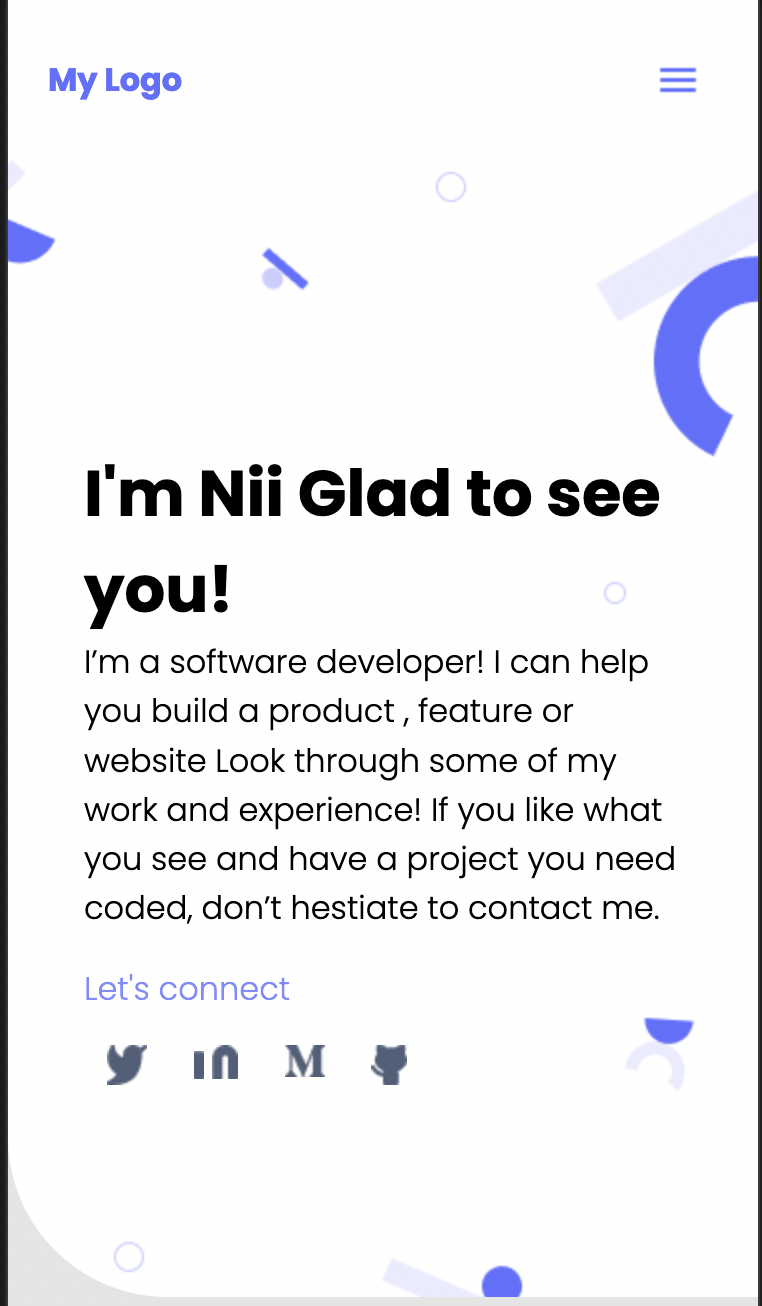 My Logo
I'm Nii Glad to see
you!
I’m a software developer! I can help
you build a product , feature or
website Look through some of my
work and experience! If you like what
you see and have a project you need
coded, don’t hestiate to contact me.
Let's connect